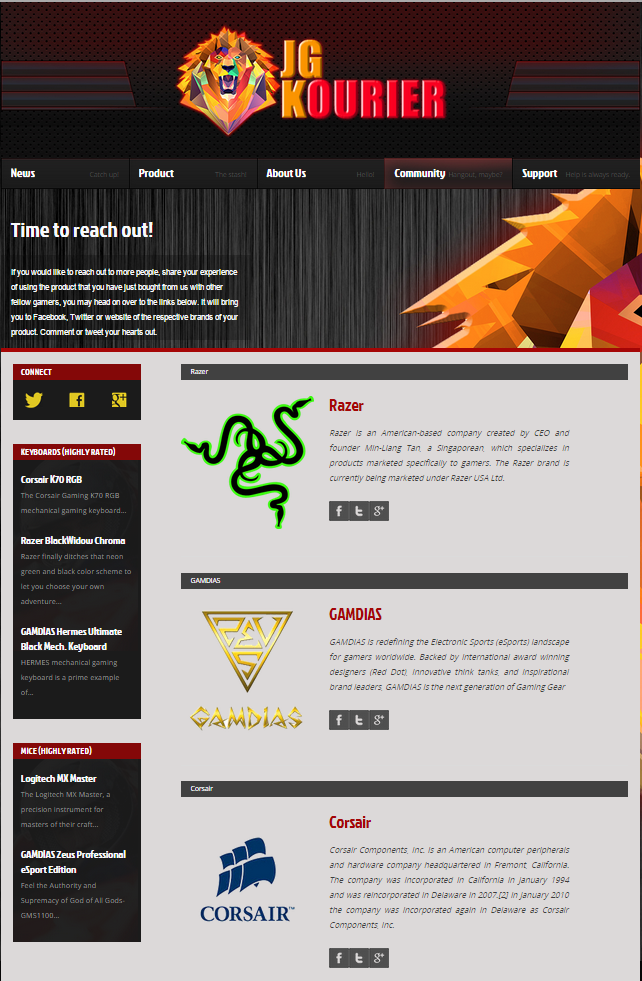 JG
KOURIER
News Catch up!
Product The stash!
About Us Hello!
Community Hangout, maybe?
Support Help is always ready.
Time to reach out!
If you would like to reach out to more people, share your experience
of using the product that you have just bought from us with other
fellow gamers, you may head on over to the links below. It will bring
you to Facebook, Twitter or website of the respective brands of your
product. Comment or tweet your hearts out.
CONNECT
KEYBOARDS (HIGHLY RATED)
Corsair K70 RGB
The Corsair Gaming K70 RGB
mechanical gaming keyboard...
Razer BlackWidow Chroma
Razer finally ditches that neon
green and black color scheme to
let you choose your own
adventure...
GAMDIAS Hermes Ultimate
Black Mech. Keyboard
HERMES mechanical gaming
keyboard is a prime example
of...
MICE (HIGHLY RATED)
Logitech MX Master
The Logitech MX Master, a
precision instrument for
masters of their craft...
GAMDIAS Zeus Professional
eSport Edition
Feel the Authority and
Supremacy of God of All Gods-
GMS1100...
Razer
Razer
Razer is an American-based company created by CEO and
founder Min-Liang Tan, a Singaporean, which specializes in
products marketed specifically to gamers. The Razer brand is
currently being marketed under Razer USA Ltd.
GAMDIAS
GAMDIAS
GAMDIAS
GAMDIAS is redefining the Electronic Sports (eSports) landscape
for gamers worldwide. Backed by international award winning
designers (Red Dot), innovative think tanks, and inspirational
brand leaders, GAMDIAS is the next generation of Gaming Gear
Corsair
CORSAIR™
Corsair
Corsair Components, Inc. is an American computer peripherals
and hardware company headquartered in Fremont, California.
The company was incorporated in California in January 1994
and was reincorporated in Delaware in 2007.[2] In January 2010
the company was incorporated again in Delaware as Corsair
Components, Inc.